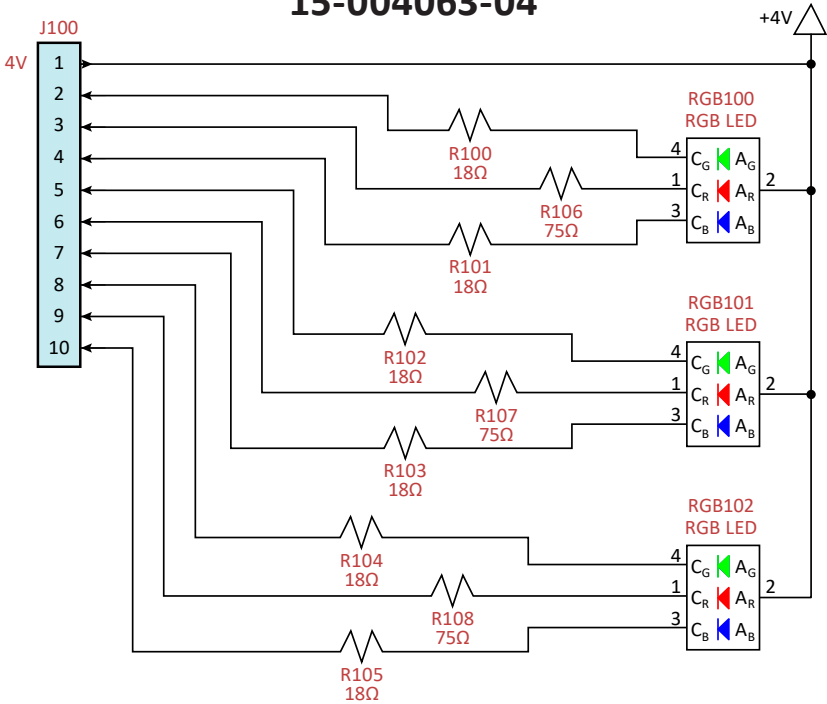 15-004063-04
+4V
J100
4V
1
2
3
4
5
6
7
8
9
10
R100
18Ω
R106
75Ω
R101
18Ω
RGB100
RGB LED
4 CG AG
1 CR AR 2
3 CB AB
R102
18Ω
R107
75Ω
R103
18Ω
RGB101
RGB LED
4 CG AG
1 CR AR 2
3 CB AB
R104
18Ω
R108
75Ω
R105
18Ω
RGB102
RGB LED
4 CG AG
1 CR AR 2
3 CB AB